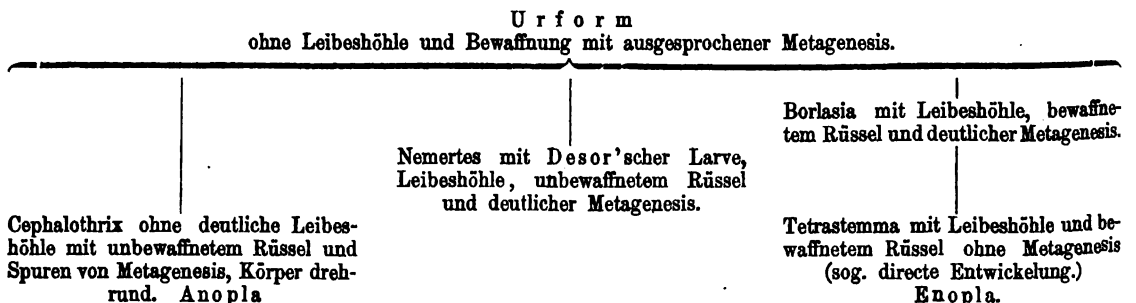 Urform
ohne Leibeshöhle und Bewaffnung mit ausgesprochener Metagenesis.
Cephalothrix ohne deutliche Leibes-
höhle mit unbewaffnetem Rüssel und
Spuren von Metagenesis, Körper dreh-
rund. Anopla
Nemertes mit Desor'scher Larve,
Leibeshöhle, unbewaffnetem Rüssel
und deutlicher Metagenesis.
Borlasia mit Leibeshöhle, bewaffne-
tem Rüssel und deutlicher Metagenesis.
Tetrastemma mit Leibeshöhle und be-
waffnetem Rüssel ohne Metagenesis
(sog. directe Entwickelung.)
Enopla.